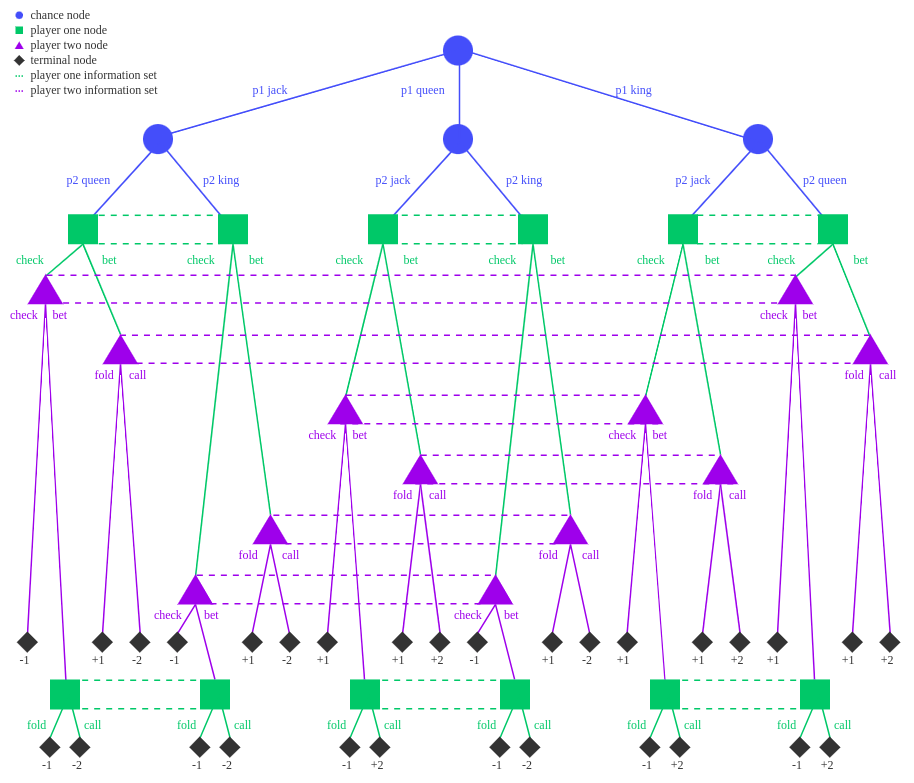 chance node
player one node
player two node
terminal node
player one information set
player two information set
p1 jack p1 queen p1 king
p2 queen p2 king p2 jack p2 king p2 jack p2 queen
check bet check bet check bet check bet check bet check bet
check bet check bet
fold call fold call
check bet check bet
fold call fold call
fold call fold call
check bet check bet
-1 +1 -2 -1 +1 -2 +1 +1 +2 -1 +1 -2 +1 +1 +2 +1 +1 +2
fold call fold call fold call fold call fold call fold call
-1 -2 -1 -2 -1 +2 -1 -2 -1 +2 -1 +2